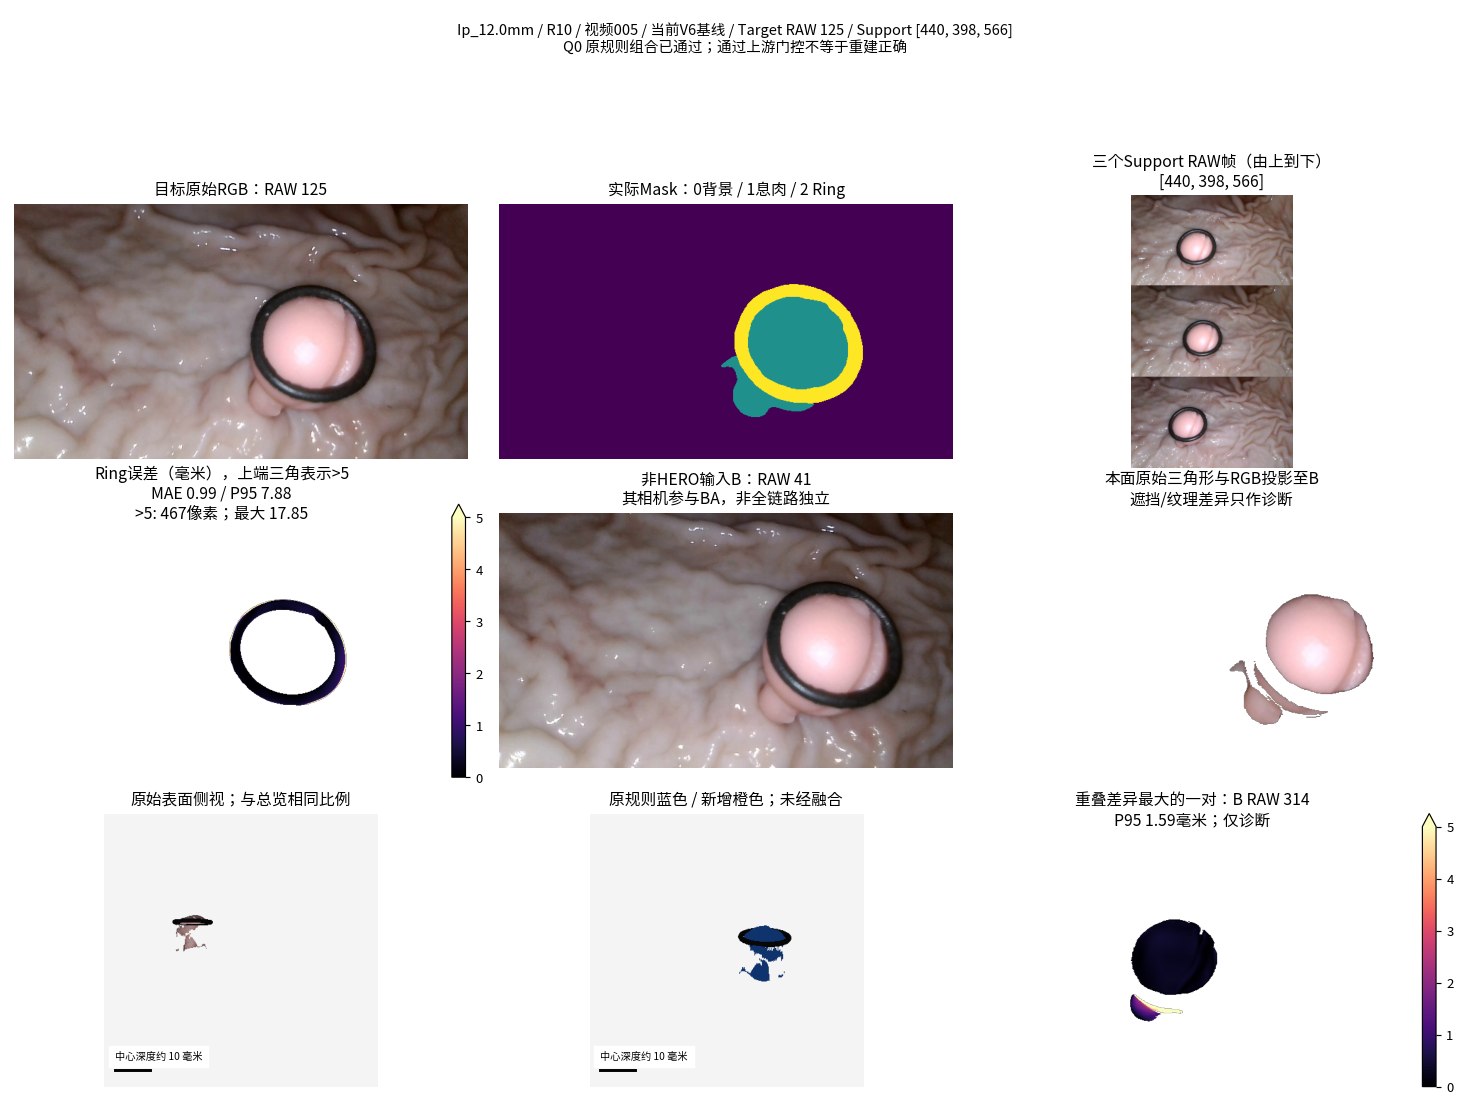 Ip_12.0mm / R10 / 视频005 / 当前V6基线 / Target RAW 125 / Support [440, 398, 566]
Q0 原规则组合已通过；通过上游门控不等于重建正确
目标原始RGB：RAW 125
实际Mask：0背景 / 1息肉 / 2 Ring
三个Support RAW帧（由上到下）
[440, 398, 566]
Ring误差（毫米），上端三角表示>5
MAE 0.99 / P95 7.88
>5: 467像素；最大 17.85
5
4
3
2
1
0
非HERO输入B：RAW 41
其相机参与BA，非全链路独立
本面原始三角形与RGB投影至B
遮挡/纹理差异只作诊断
原始表面侧视；与总览相同比例
中心深度约 10 毫米
原规则蓝色 / 新增橙色；未经融合
中心深度约 10 毫米
重叠差异最大的一对：B RAW 314
P95 1.59毫米；仅诊断
5
4
3
2
1
0